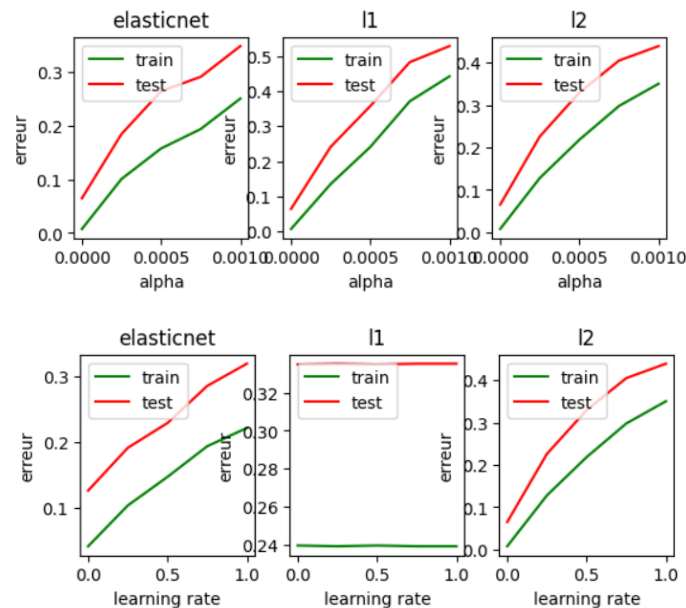 elasticnet
l1
l2
train
test
train
test
train
test
erreur
erreur
erreur
0.3
0.2
0.1
0.0
0.5
0.4
0.3
0.2
0.1
0.0
0.4
0.3
0.2
0.1
0.0
0.0000 0.0005 0.0010
0.0000 0.0005 0.0010
0.0000 0.0005 0.0010
alpha
alpha
alpha
elasticnet
l1
l2
train
test
train
test
train
test
erreur
erreur
erreur
0.3
0.2
0.1
0.32
0.30
0.28
0.26
0.24
0.4
0.3
0.2
0.1
0.0
0.0 0.5 1.0
0.0 0.5 1.0
0.0 0.5 1.0
learning rate
learning rate
learning rate